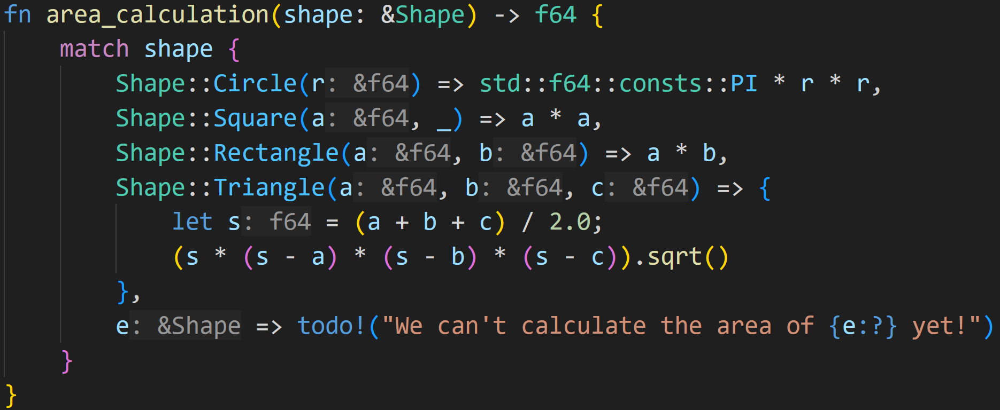 fn area_calculation(shape: &Shape) -> f64 {
    match shape {
        Shape::Circle(r: &f64) => std::f64::consts::PI * r * r,
        Shape::Square(a: &f64, _) => a * a,
        Shape::Rectangle(a: &f64, b: &f64) => a * b,
        Shape::Triangle(a: &f64, b: &f64, c: &f64) => {
            let s: f64 = (a + b + c) / 2.0;
            (s * (s - a) * (s - b) * (s - c)).sqrt()
        },
        e: &Shape => todo!("We can't calculate the area of {e:?} yet!")
    }
}